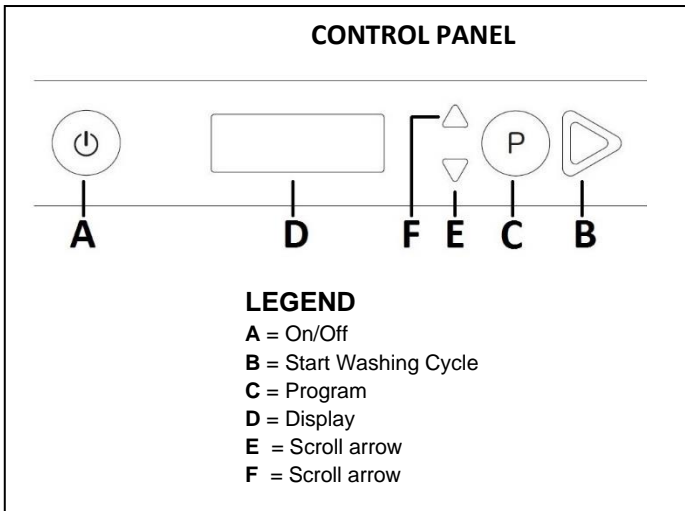 CONTROL PANEL
P
A D F E C B
LEGEND
A = On/Off
B = Start Washing Cycle
C = Program
D = Display
E = Scroll arrow
F = Scroll arrow